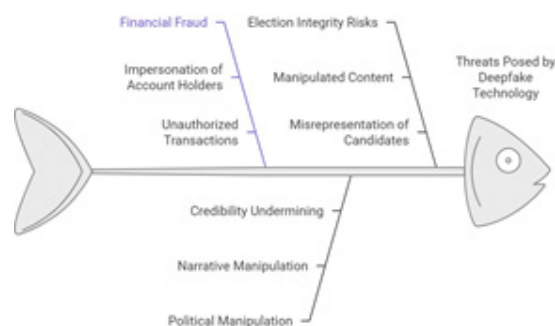 Financial Fraud
Impersonation of
Account Holders
Unauthorized
Transactions
Election Integrity Risks
Manipulated Content
Misrepresentation of
Candidates
Threats Posed by
Deepfake
Technology
Credibility Undermining
Narrative Manipulation
Political Manipulation